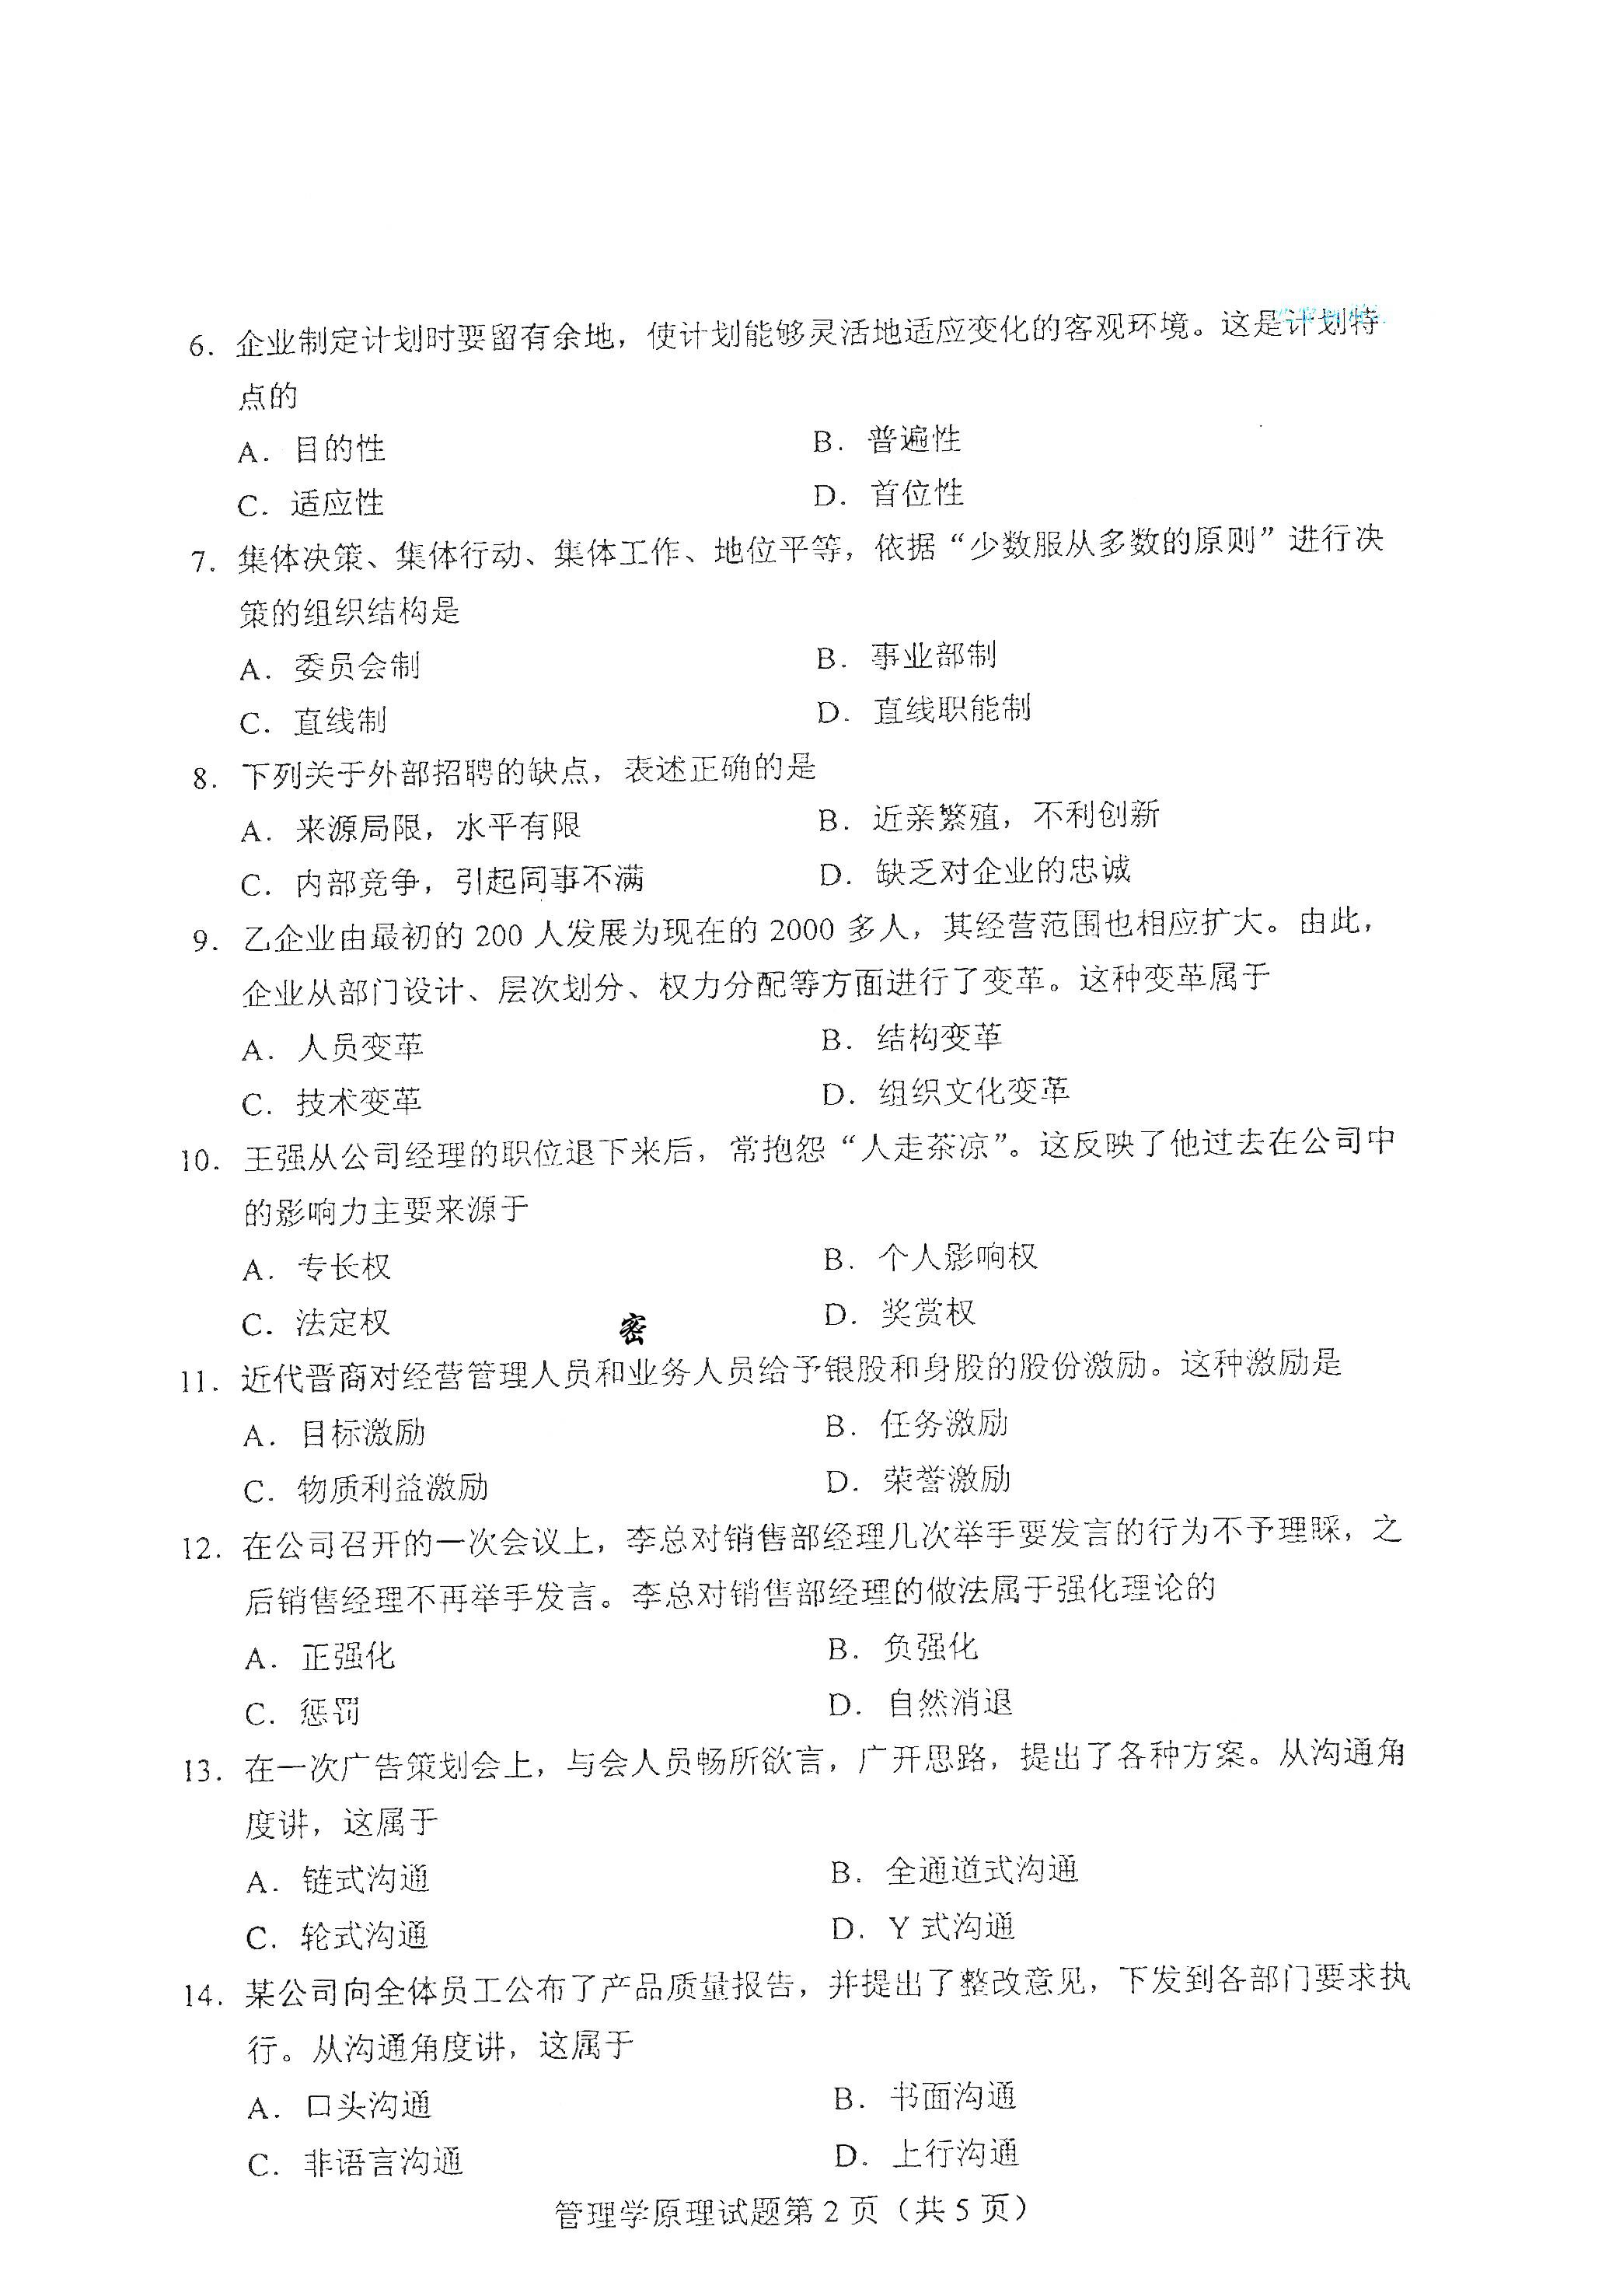 6. 企业制定计划时要留有余地，使计划能够灵活地适应变化的客观环境。这是计划特
点的
A. 目的性 B. 普遍性
C. 适应性 D. 首位性
7. 集体决策、集体行动、集体工作、地位平等，依据“少数服从多数的原则”进行决
策的组织结构是
A. 委员会制 B. 事业部制
C. 直线制 D. 直线职能制
8. 下列关于外部招聘的缺点，表述正确的是
A. 来源局限，水平有限 B. 近亲繁殖，不利创新
C. 内部竞争，引起同事不满 D. 缺乏对企业的忠诚
9. 乙企业由最初的 200 人发展为现在的 2000 多人，其经营范围也相应扩大。由此，
企业从部门设计、层次划分、权力分配等方面进行了变革。这种变革属于
A. 人员变革 B. 结构变革
C. 技术变革 D. 组织文化变革
10. 王强从公司经理的职位退下来后，常抱怨“人走茶凉”。这反映了他过去在公司中
的影响力主要来源于
A. 专长权 B. 个人影响权
C. 法定权 密 D. 奖赏权
11. 近代晋商对经营管理人员和业务人员给予银股和身股的股份激励。这种激励是
A. 目标激励 B. 任务激励
C. 物质利益激励 D. 荣誉激励
12. 在公司召开的一次会议上，李总对销售部经理几次举手要发言的行为不予理睬，之
后销售经理不再举手发言。李总对销售部经理的做法属于强化理论的
A. 正强化 B. 负强化
C. 惩罚 D. 自然消退
13. 在一次广告策划会上，与会人员畅所欲言，广开思路，提出了各种方案。从沟通角
度讲，这属于
A. 链式沟通 B. 全通道式沟通
C. 轮式沟通 D. Y 式沟通
14. 某公司向全体员工公布了产品质量报告，并提出了整改意见，下发到各部门要求执
行。从沟通角度讲，这属于
A. 口头沟通 B. 书面沟通
C. 非语言沟通 D. 上行沟通
管理学原理试题第 2 页（共 5 页）